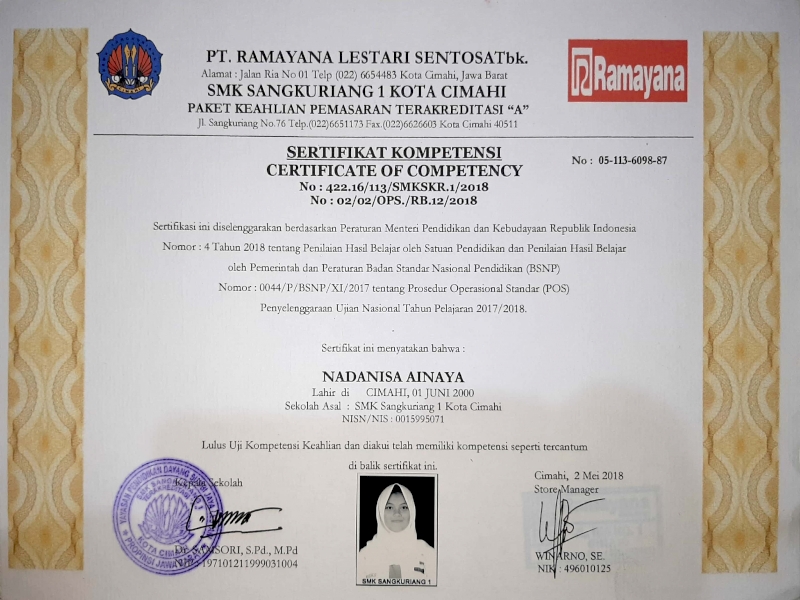 PT. RAMAYANA LESTARI SENTOSATbk.
Alamat : Jalan Ria No 01 Telp (022) 6654483 Kota Cimahi, Jawa Barat
SMK SANGKURIANG 1 KOTA CIMAHI
PAKET KEAHLIAN PEMASARAN TERAKREDITASI “A”
Jl. Sangkuriang No.76 Telp.(022)6651173 Fax.(022)6626603 Kota Cimahi 40511
Ramayana
SERTIFIKAT KOMPETENSI
CERTIFICATE OF COMPETENCY
No : 05-113-6098-87
No : 422.16/113/SMKSKR.1/2018
No : 02/02/OPS./RB.12/2018
Sertifikasi ini diselenggarakan berdasarkan Peraturan Menteri Pendidikan dan Kebudayaan Republik Indonesia
Nomor : 4 Tahun 2018 tentang Penilaian Hasil Belajar oleh Satuan Pendidikan dan Penilaian Hasil Belajar
oleh Pemerintah dan Peraturan Badan Standar Nasional Pendidikan (BSNP)
Nomor : 0044/P/BSNP/XI/2017 tentang Prosedur Operasional Standar (POS)
Penyelenggaraan Ujian Nasional Tahun Pelajaran 2017/2018.
Sertifikat ini menyatakan bahwa :
NADANISA AINAYA
Lahir di CIMAHI, 01 JUNI 2000
Sekolah Asal : SMK Sangkuriang 1 Kota Cimahi
NISN/NIS : 0015995071
Lulus Uji Kompetensi Keahlian dan diakui telah memiliki kompetensi seperti tercantum
di balik sertifikat ini.
Kepala Sekolah
S.Pd., M.Pd
197101211999031004
KOTA CIMAHI
PROPINSI JAWA BARAT
SMK SANGKURIANG 1
Cimahi, 2 Mei 2018
Store Manager
WINARNO, SE.
NIK : 496010125